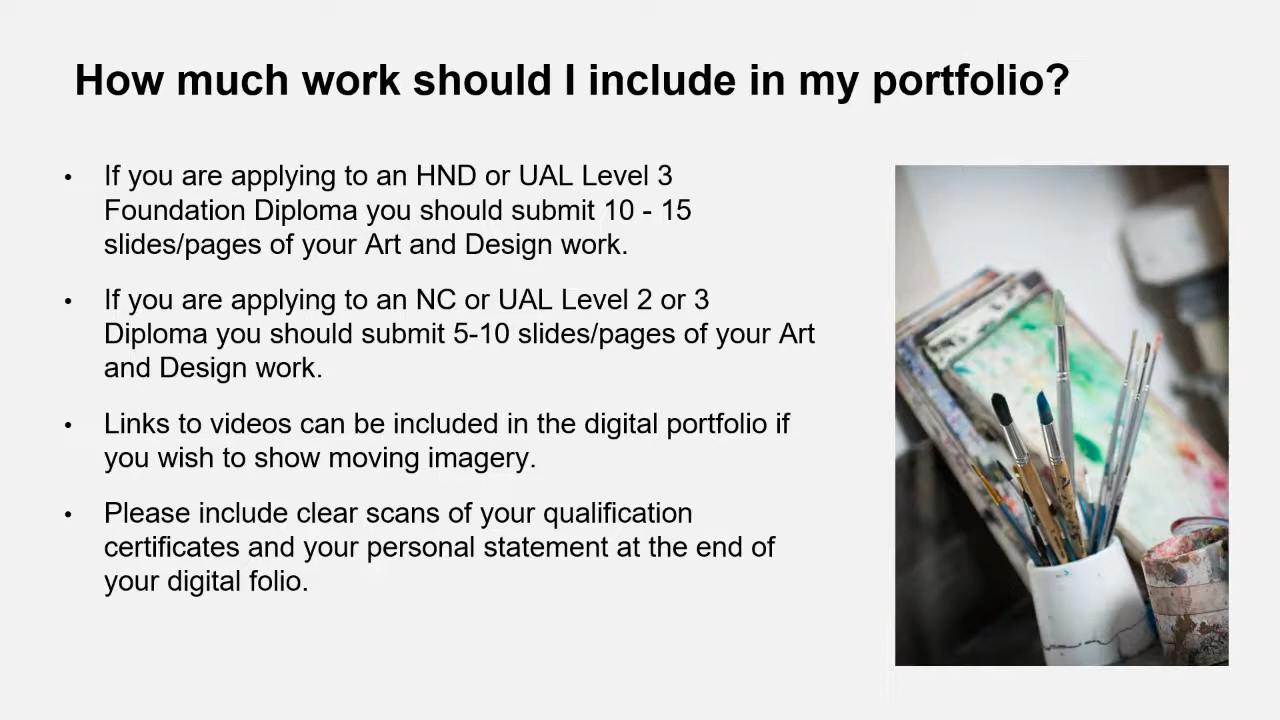 How much work should I include in my portfolio?
• If you are applying to an HND or UAL Level 3
Foundation Diploma you should submit 10 - 15
slides/pages of your Art and Design work.
• If you are applying to an NC or UAL Level 2 or 3
Diploma you should submit 5-10 slides/pages of your Art
and Design work.
• Links to videos can be included in the digital portfolio if
you wish to show moving imagery.
• Please include clear scans of your qualification
certificates and your personal statement at the end of
your digital folio.